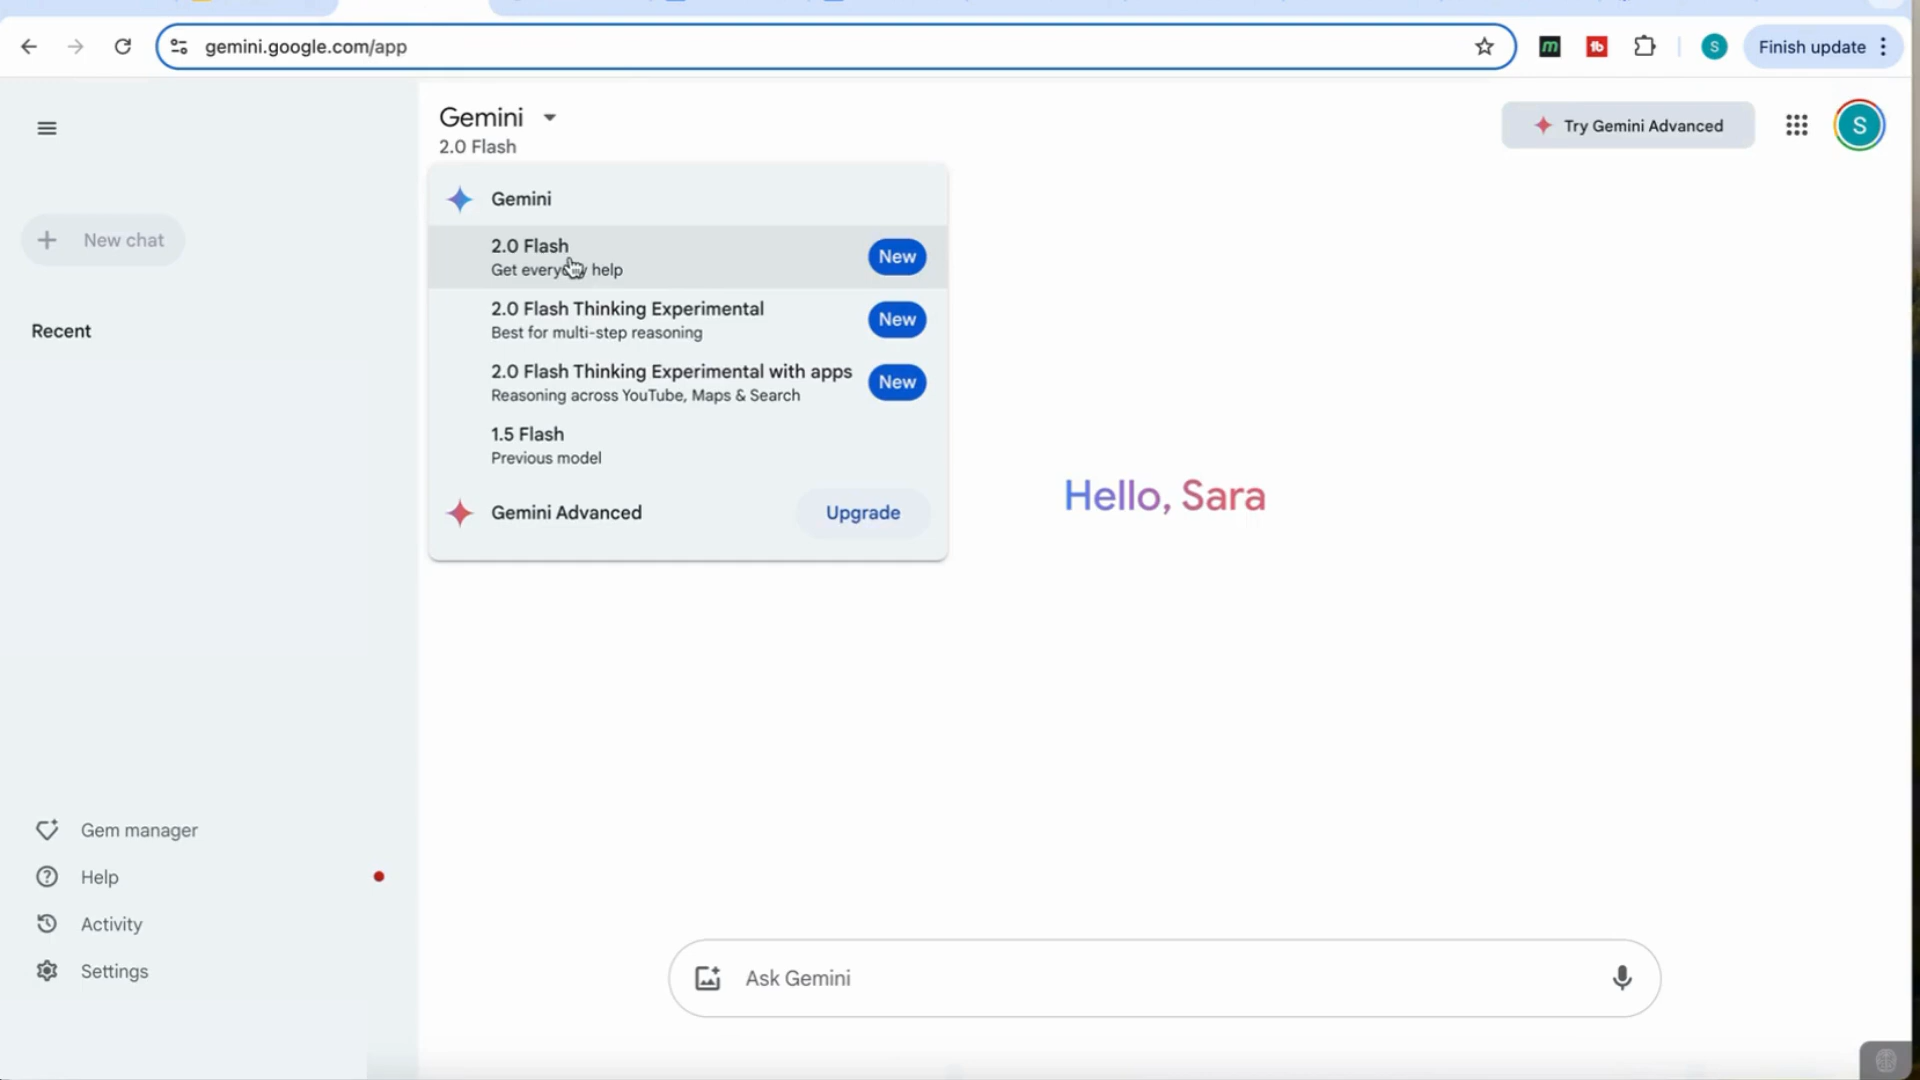 gemini.google.com/app
Finish update
S
Gemini
2.0 Flash
Try Gemini Advanced
S
Gemini
2.0 Flash
Get everyday help
New
2.0 Flash Thinking Experimental
Best for multi-step reasoning
New
2.0 Flash Thinking Experimental with apps
Reasoning across YouTube, Maps & Search
New
1.5 Flash
Previous model
Gemini Advanced
Upgrade
New chat
Recent
Hello, Sara
Gem manager
Help
Activity
Settings
Ask Gemini